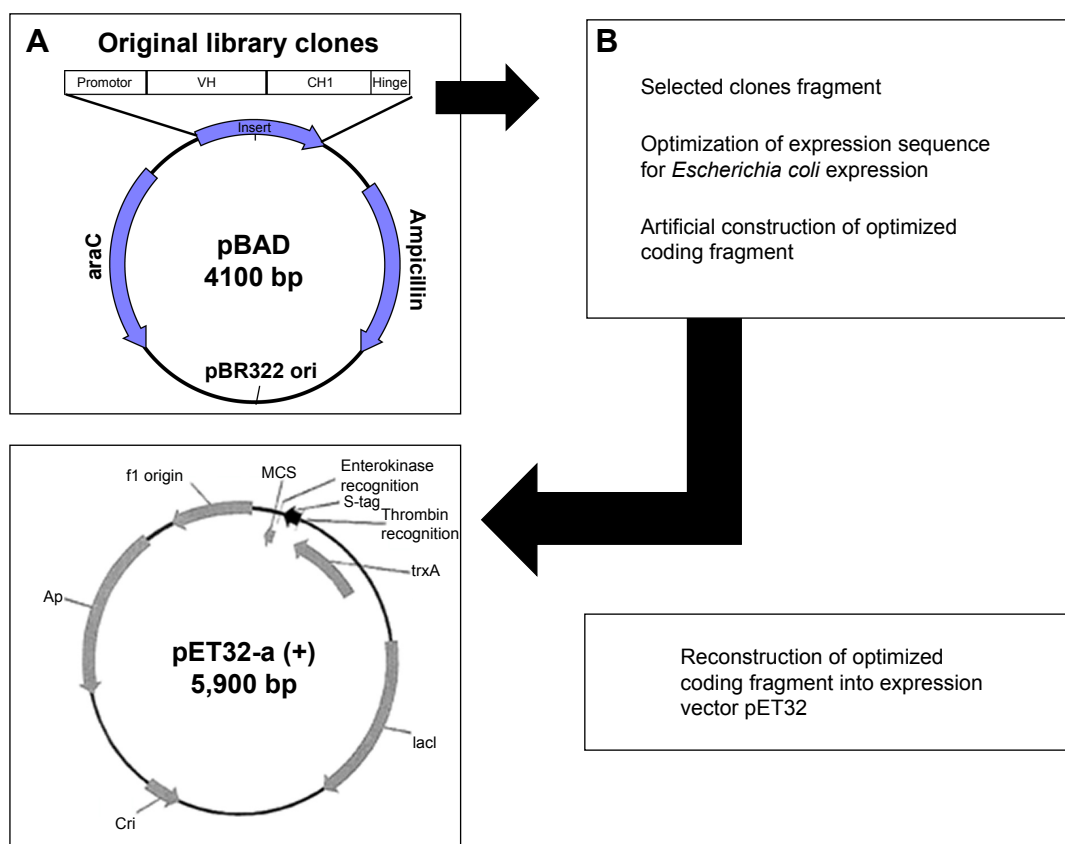 A
Original library clones
Promotor VH CH1 Hinge
Insert
araC
Ampicillin
pBAD
4100 bp
pBR322 ori
B
Selected clones fragment
Optimization of expression sequence
for Escherichia coli expression
Artificial construction of optimized
coding fragment
f1 origin
MCS
Enterokinase
recognition
S-tag
Thrombin
recognition
trxA
Ap
pET32-a (+)
5,900 bp
lacI
Cri
Reconstruction of optimized
coding fragment into expression
vector pET32